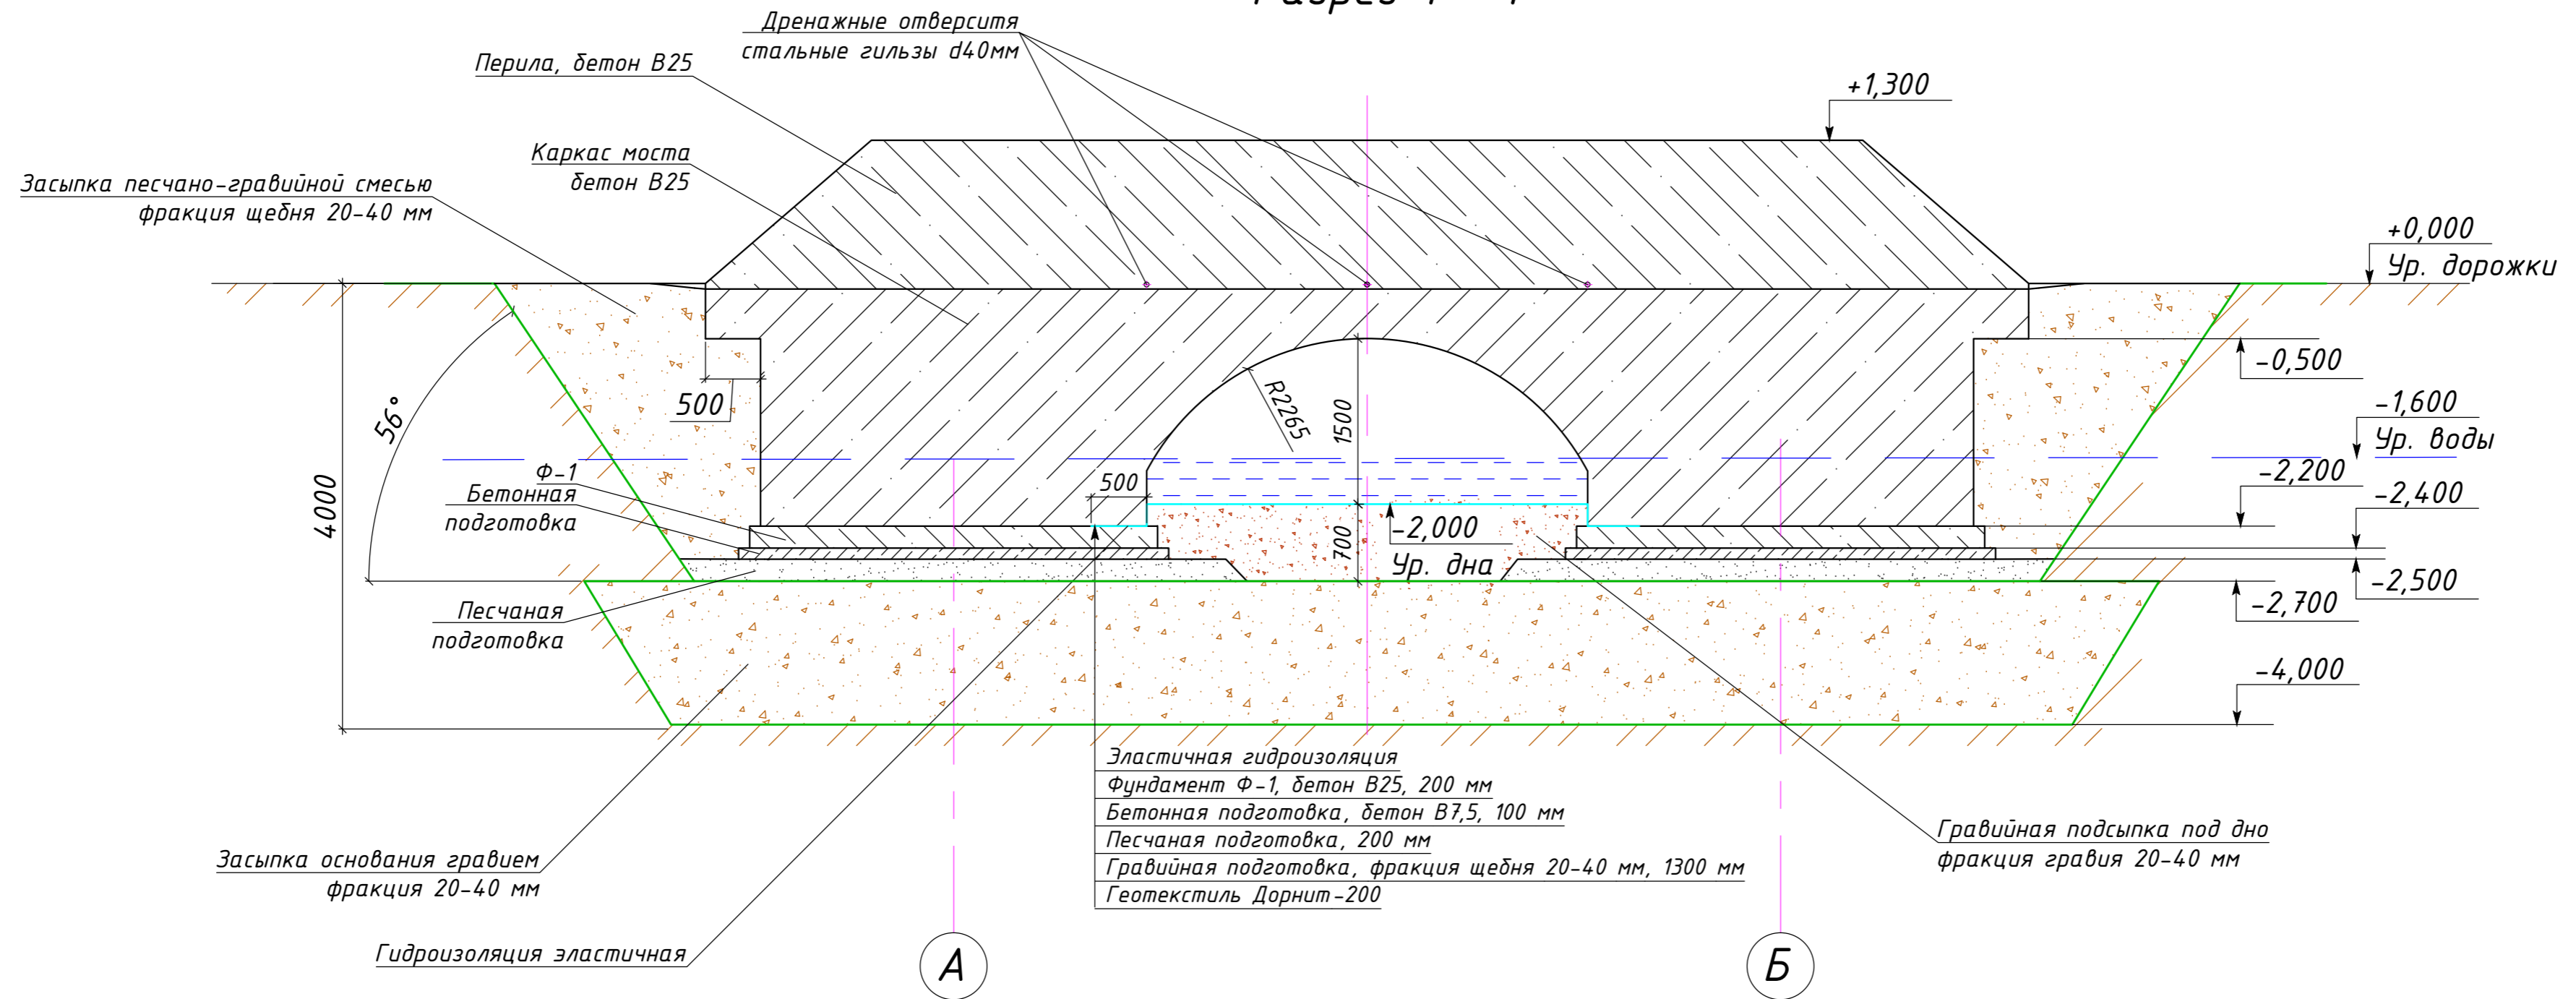 Дренажные отверситя
стальные гильзы d40мм
Перила, бетон В25
+1,300
Каркас моста
бетон В25
Засыпка песчано-гравийной смесью
фракция щебня 20-40 мм
+0,000
Ур. дорожки
-0,500
500
56°
R2265
1500
-1,600
Ур. воды
4000
Ф-1
Бетонная
подготовка
500
-2,200
-2,400
-2,000
Ур. дна
700
-2,500
-2,700
Песчаная
подготовка
-4,000
Эластичная гидроизоляция
Фундамент Ф-1, бетон В25, 200 мм
Бетонная подготовка, бетон В7,5, 100 мм
Песчаная подготовка, 200 мм
Гравийная подготовка, фракция щебня 20-40 мм, 1300 мм
Геотекстиль Дорнит-200
Гравийная подсыпка под дно
фракция гравия 20-40 мм
Засыпка основания гравием
фракция 20-40 мм
Гидроизоляция эластичная
А
Б